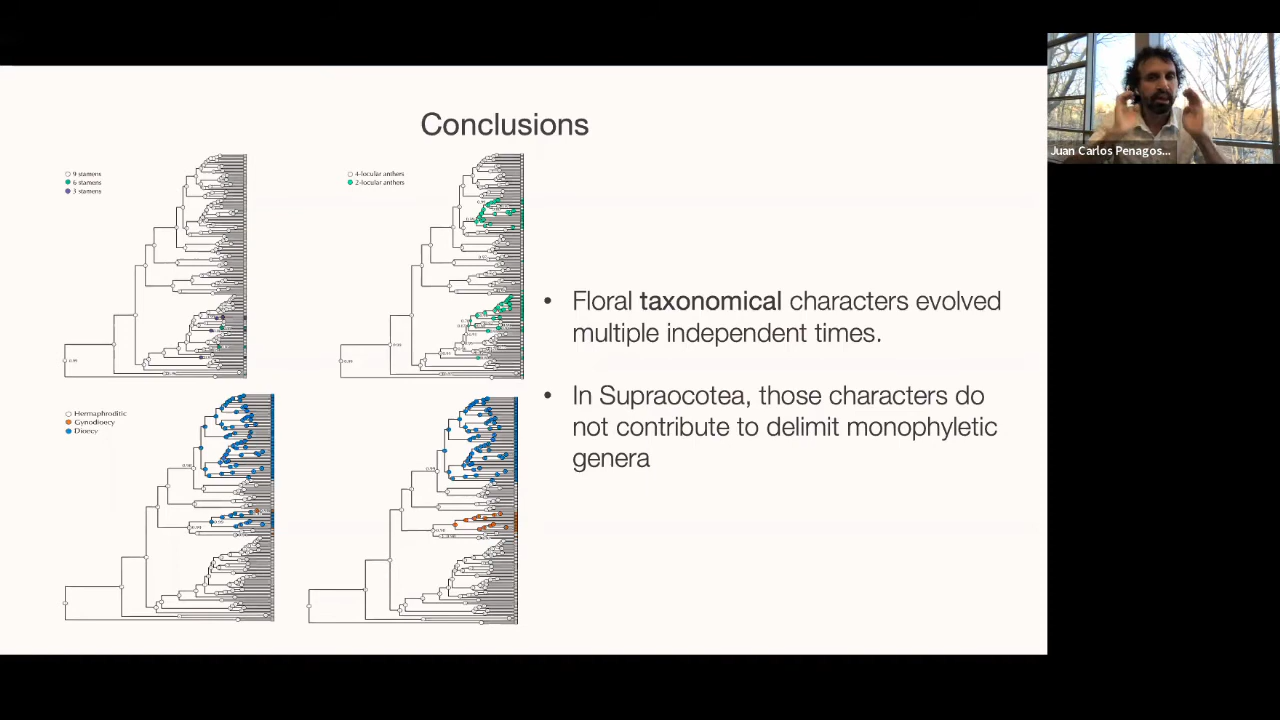 Conclusions
9 stamens
6 stamens
3 stamens
4-locular anthers
2-locular anthers
Hermaphroditic
Gynodioecy
Dioecy
• Floral taxonomical characters evolved
multiple independent times.
• In Supraocotea, those characters do
not contribute to delimit monophyletic
genera
Juan Carlos Penagos...